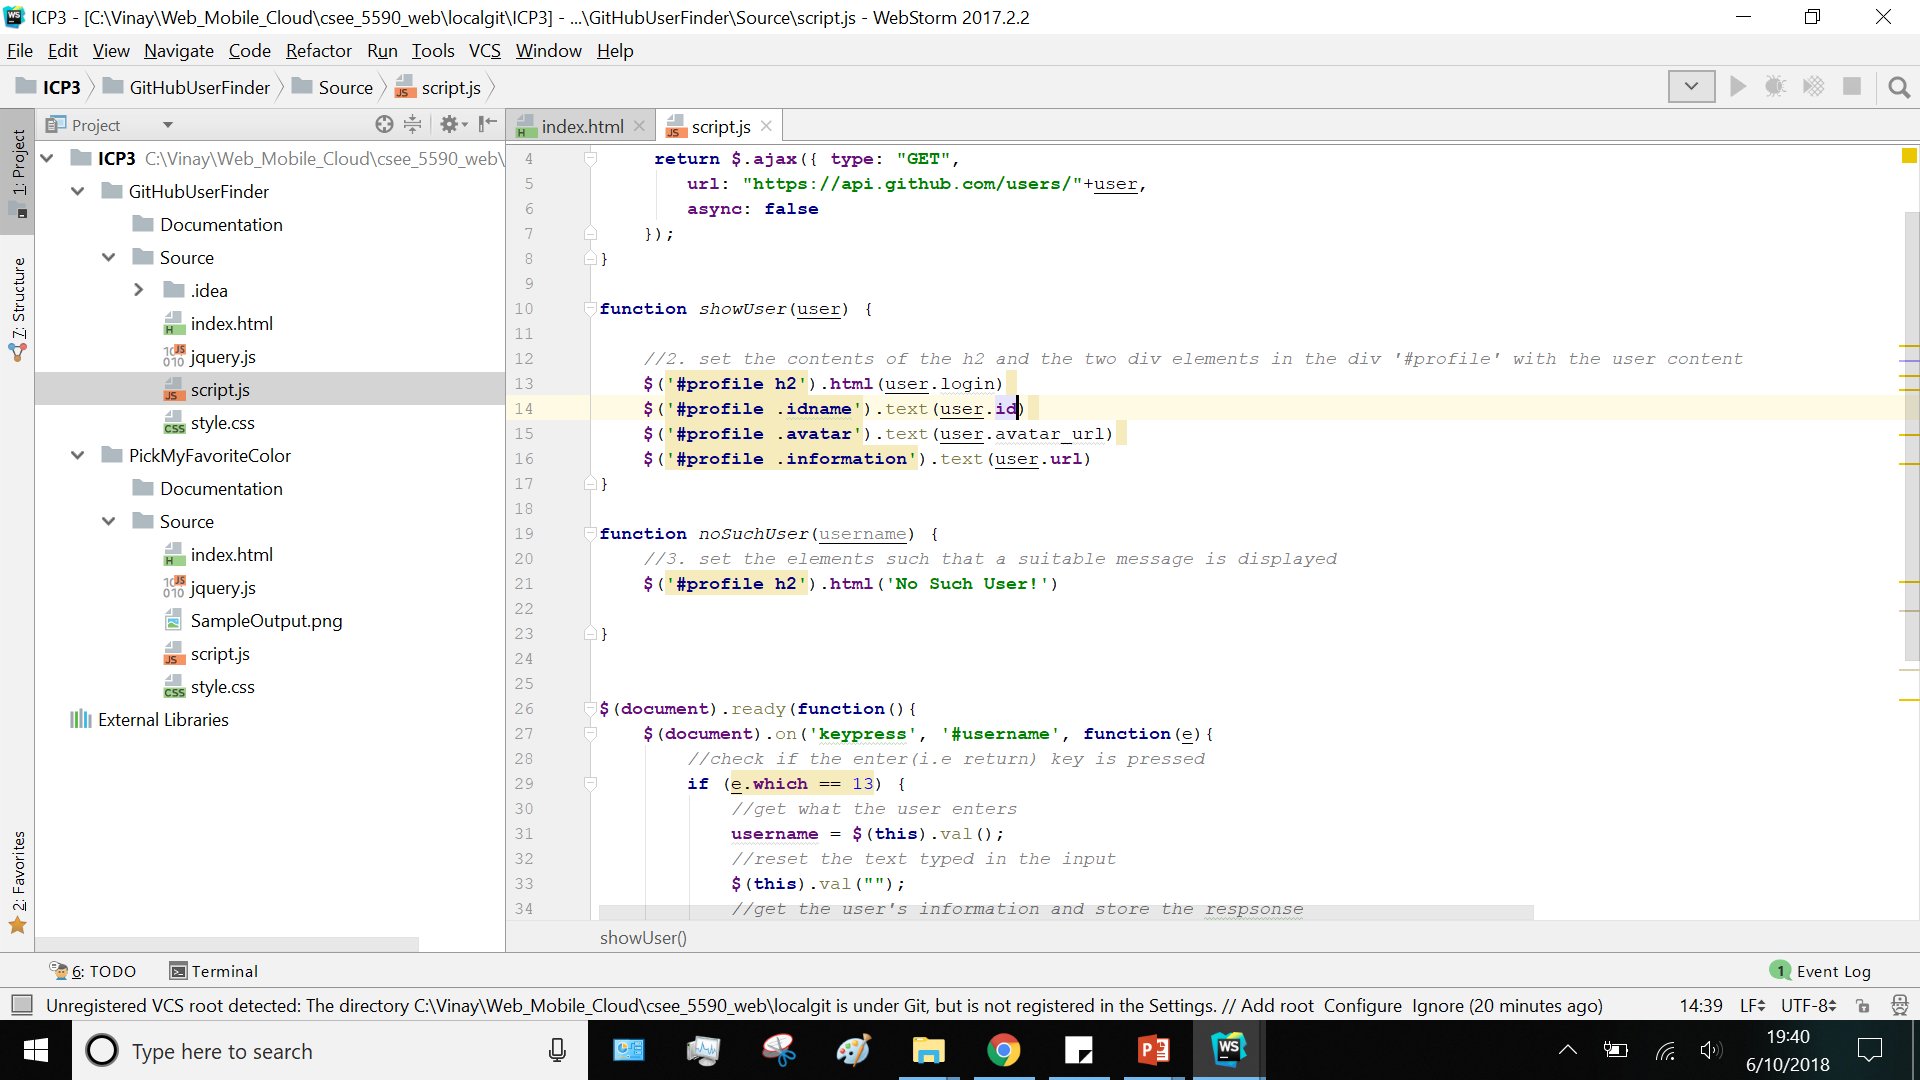 ICP3 - [C:\Vinay\Web_Mobile_Cloud\csee_5590_web\localgit\ICP3] - ...\GitHubUserFinder\Source\script.js - WebStorm 2017.2.2
File Edit View Navigate Code Refactor Run Tools VCS Window Help
ICP3 GitHubUserFinder Source script.js
Project
index.html script.js
1: Project
7: Structure
2: Favorites
ICP3 C:\Vinay\Web_Mobile_Cloud\csee_5590_web\
GitHubUserFinder
Documentation
Source
.idea
index.html
jquery.js
script.js
style.css
PickMyFavoriteColor
Documentation
Source
index.html
jquery.js
SampleOutput.png
script.js
style.css
External Libraries
4 return $.ajax({ type: "GET",
5 url: "https://api.github.com/users/"+user,
6 async: false
7 });
8 }
9
10 function showUser(user) {
11
12 //2. set the contents of the h2 and the two div elements in the div '#profile' with the user content
13 $('#profile h2').html(user.login)
14 $('#profile .idname').text(user.id)
15 $('#profile .avatar').text(user.avatar_url)
16 $('#profile .information').text(user.url)
17 }
18
19 function noSuchUser(username) {
20 //3. set the elements such that a suitable message is displayed
21 $('#profile h2').html('No Such User!')
22
23 }
24
25
26 $(document).ready(function(){
27 $(document).on('keypress', '#username', function(e){
28 //check if the enter(i.e return) key is pressed
29 if (e.which == 13) {
30 //get what the user enters
31 username = $(this).val();
32 //reset the text typed in the input
33 $(this).val("");
34 //get the user's information and store the respsonse
showUser()
6: TODO Terminal
1 Event Log
Unregistered VCS root detected: The directory C:\Vinay\Web_Mobile_Cloud\csee_5590_web\localgit is under Git, but is not registered in the Settings. // Add root Configure Ignore (20 minutes ago)
14:39 LF UTF-8
Type here to search
19:40
6/10/2018